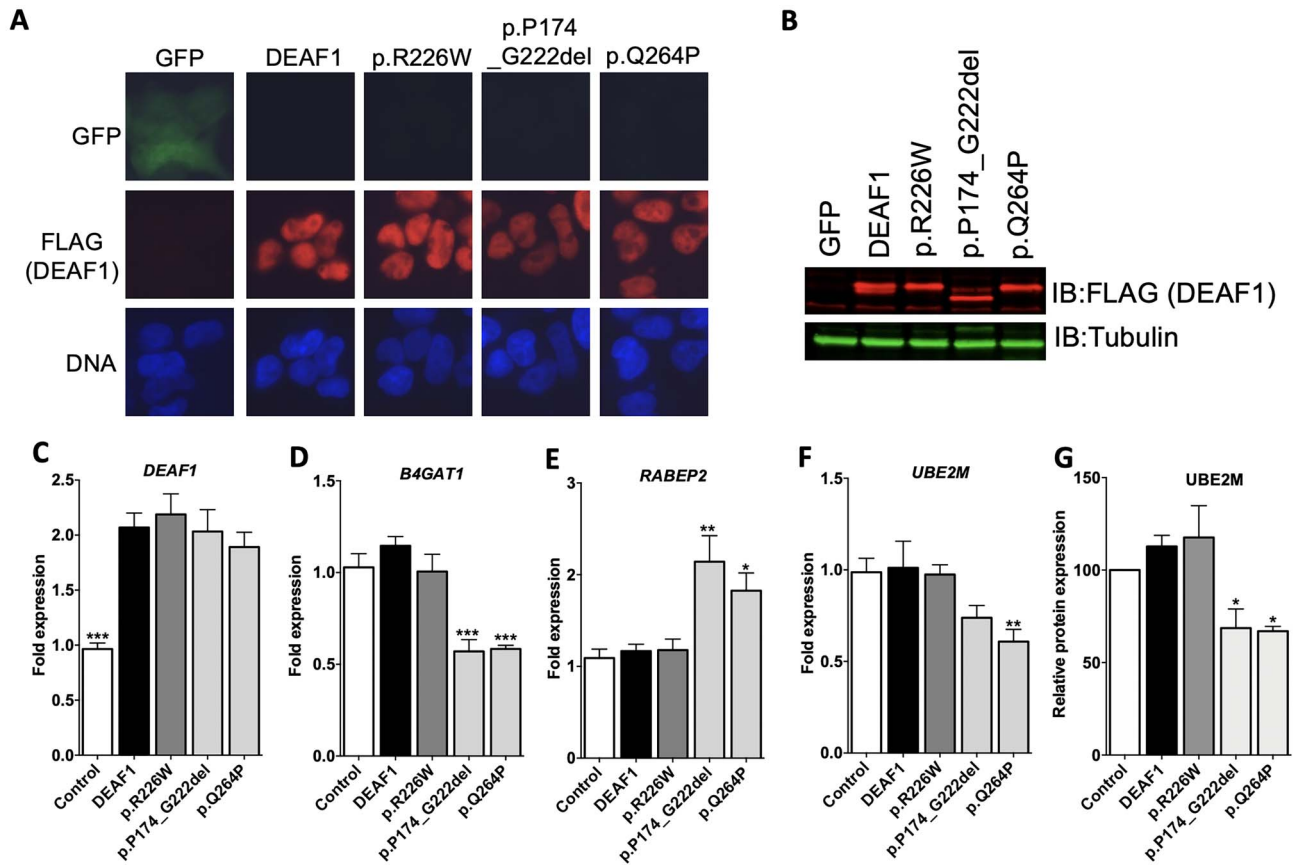 A
GFP
DEAF1
p.R226W
p.P174
_G222del
p.Q264P
GFP
FLAG
(DEAF1)
DNA
B
GFP
DEAF1
p.R226W
p.P174_G222del
p.Q264P
IB:FLAG (DEAF1)
IB:Tubulin
C
DEAF1
Fold expression
2.5
2.0
1.5
1.0
0.5
0.0
***
Control
DEAF1
p.R226W
p.P174_G222del
p.Q264P
D
B4GAT1
Fold expression
1.5
1.0
0.5
0.0
***
***
Control
DEAF1
p.R226W
p.P174_G222del
p.Q264P
E
RABEP2
Fold expression
3
2
1
0
**
*
Control
DEAF1
p.R226W
p.P174_G222del
p.Q264P
F
UBE2M
Fold expression
1.5
1.0
0.5
0.0
**
Control
DEAF1
p.R226W
p.P174_G222del
p.Q264P
G
UBE2M
Relative protein expression
150
100
50
0
*
*
Control
DEAF1
p.R226W
p.P174_G222del
p.Q264P